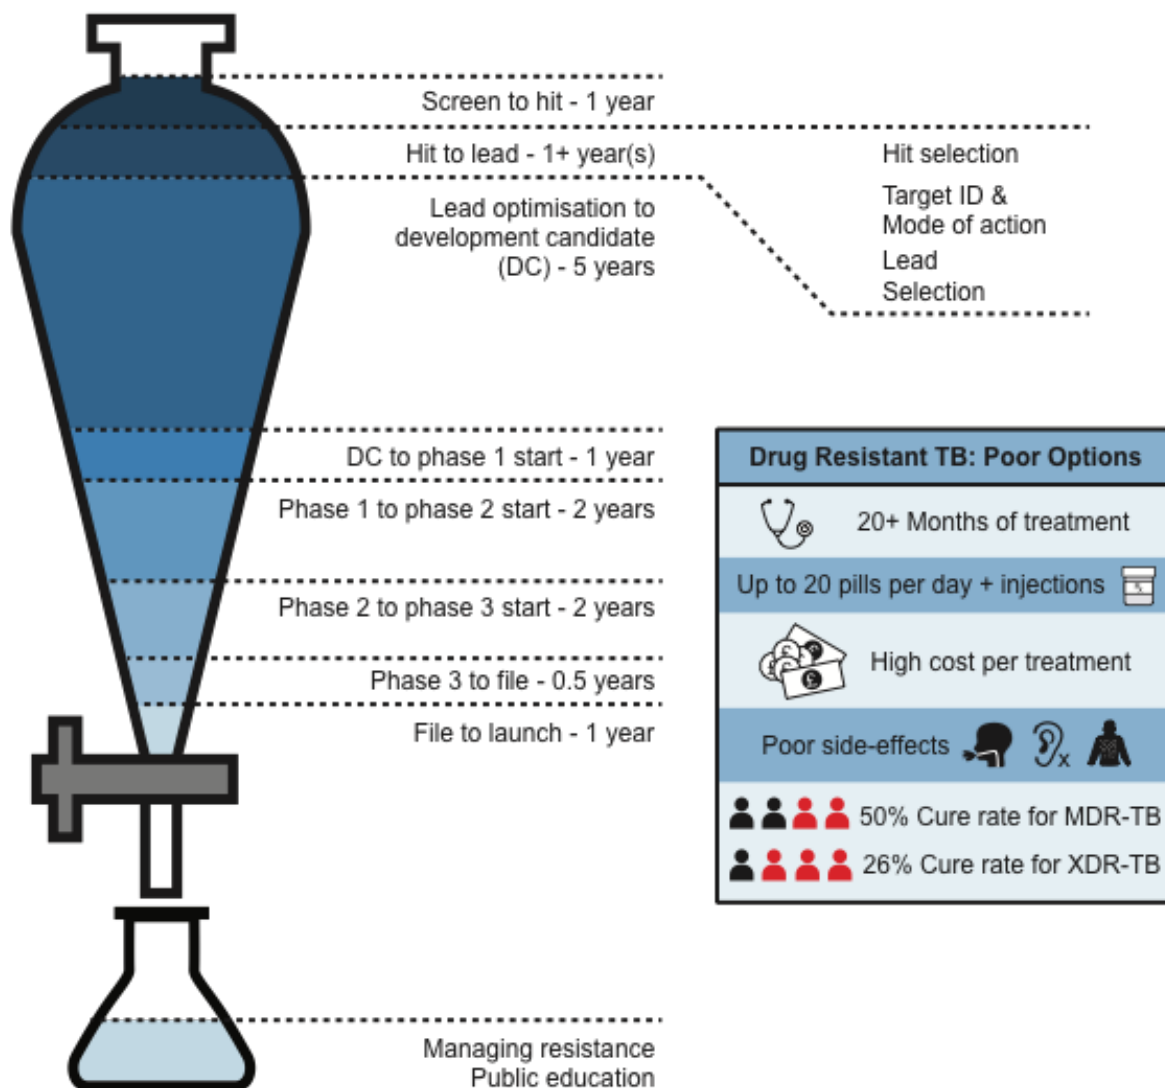 Screen to hit - 1 year
Hit to lead - 1+ year(s)
Lead optimisation to
development candidate
(DC) - 5 years
DC to phase 1 start - 1 year
Phase 1 to phase 2 start - 2 years
Phase 2 to phase 3 start - 2 years
Phase 3 to file - 0.5 years
File to launch - 1 year
Managing resistance
Public education
Hit selection
Target ID &
Mode of action
Lead
Selection
Drug Resistant TB: Poor Options
20+ Months of treatment
Up to 20 pills per day + injections
High cost per treatment
Poor side-effects
x
50% Cure rate for MDR-TB
26% Cure rate for XDR-TB